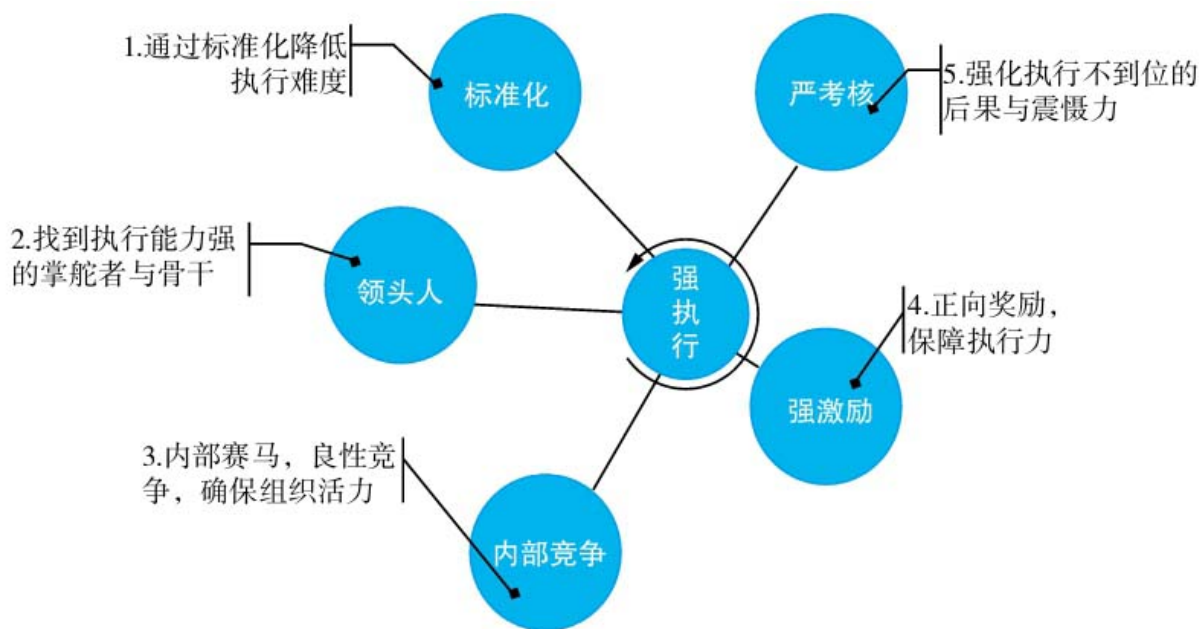 1.通过标准化降低
执行难度
标准化
严考核
5.强化执行不到位的
后果与震慑力
2.找到执行能力强
的掌舵者与骨干
领头人
强
执
行
4.正向奖励，
保障执行力
强激励
3.内部赛马，良性竞
争，确保组织活力
内部竞争